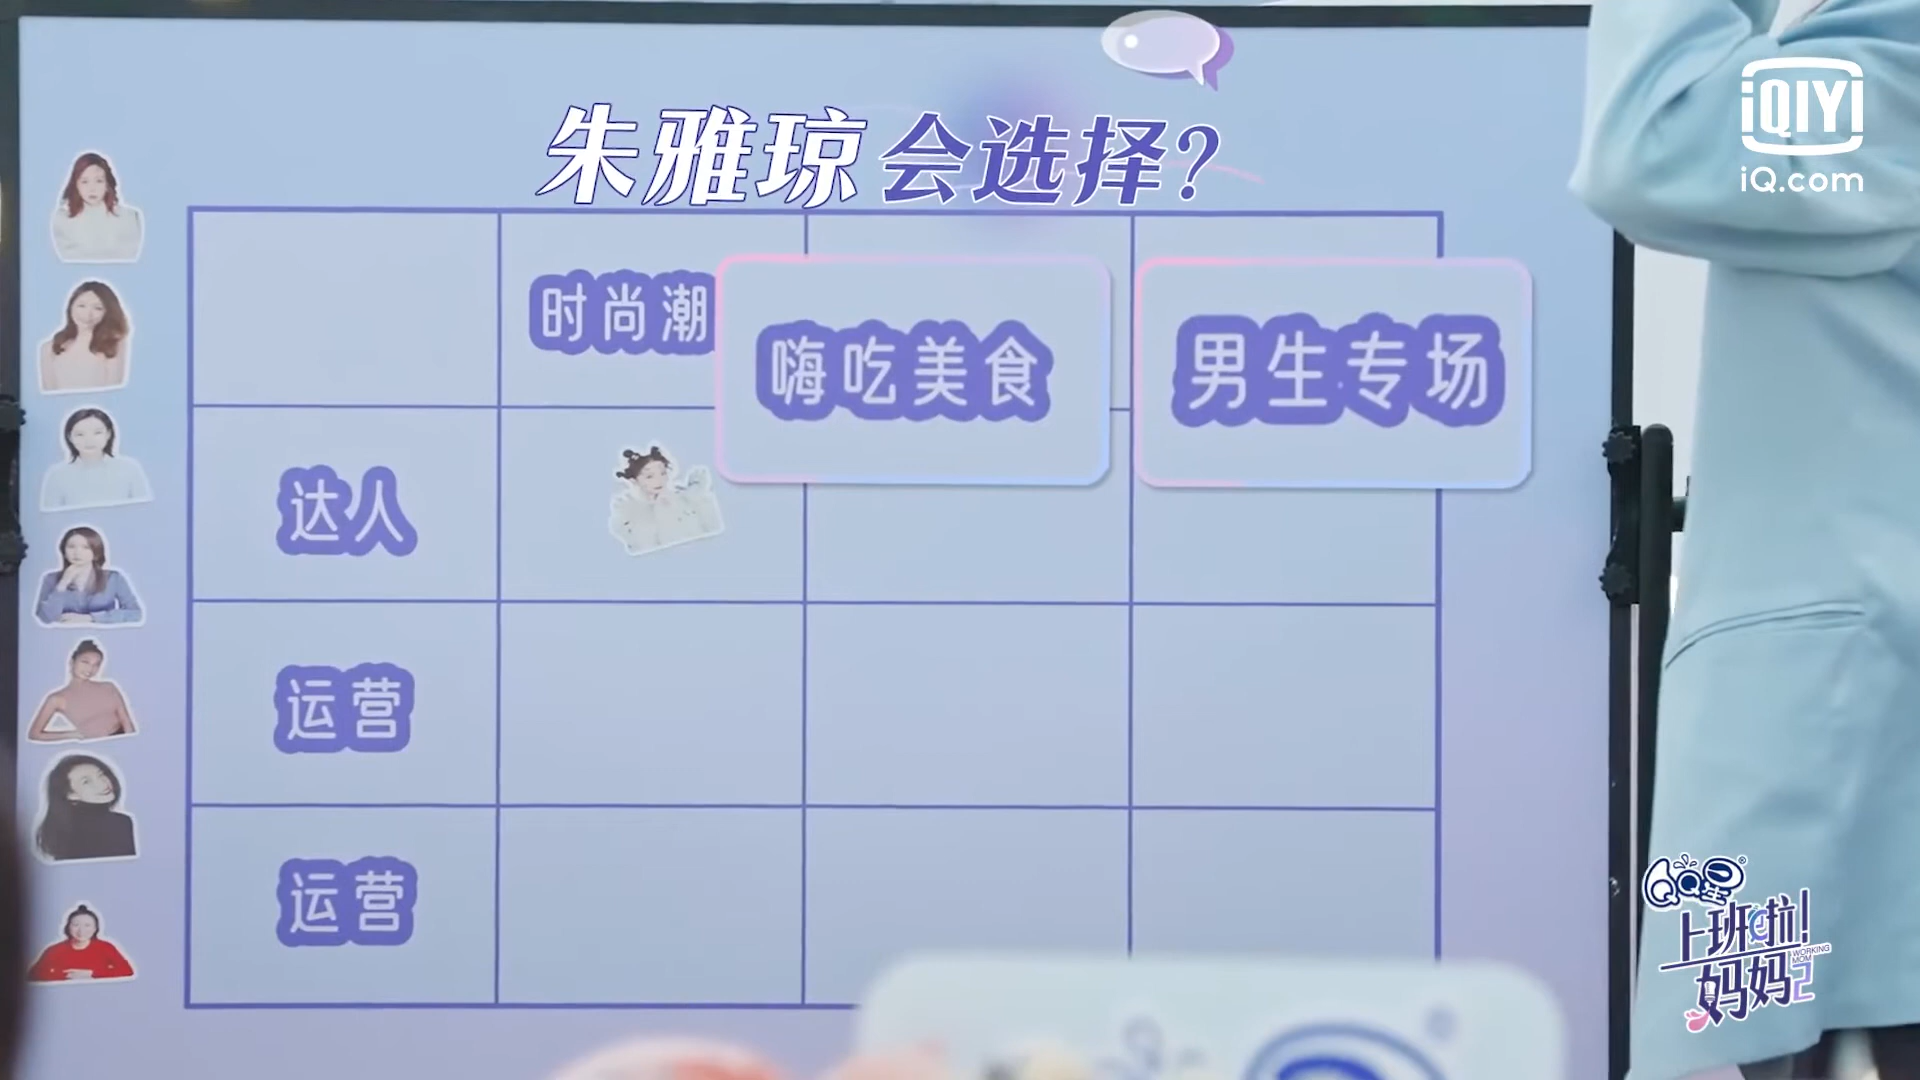 iQIYI
iQ.com
朱雅琼会选择?
时尚潮
嗨吃美食
男生专场
达人
运营
运营
QQ星
上班啦!
妈妈2
WORKING
MOM